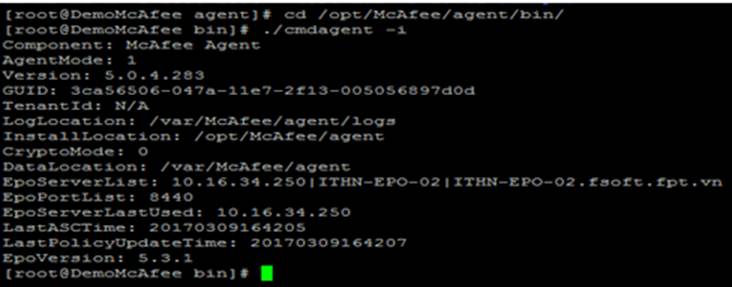 [root@DemoMcAfee agent]# cd /opt/McAfee/agent/bin/
[root@DemoMcAfee bin]# ./cmdagent -i
Component: McAfee Agent
AgentMode: 1
Version: 5.0.4.283
GUID: 3ca56506-047a-11e7-2f13-005056897d0d
TenantId: N/A
LogLocation: /var/McAfee/agent/logs
InstallLocation: /opt/McAfee/agent
CryptoMode: 0
DataLocation: /var/McAfee/agent
EpoServerList: 10.16.34.250|ITHN-EPO-02|ITHN-EPO-02.fsoft.fpt.vn
EpoPortList: 8440
EpoServerLastUsed: 10.16.34.250
LastASCTime: 20170309164205
LastPolicyUpdateTime: 20170309164207
EpoVersion: 5.3.1
[root@DemoMcAfee bin]#